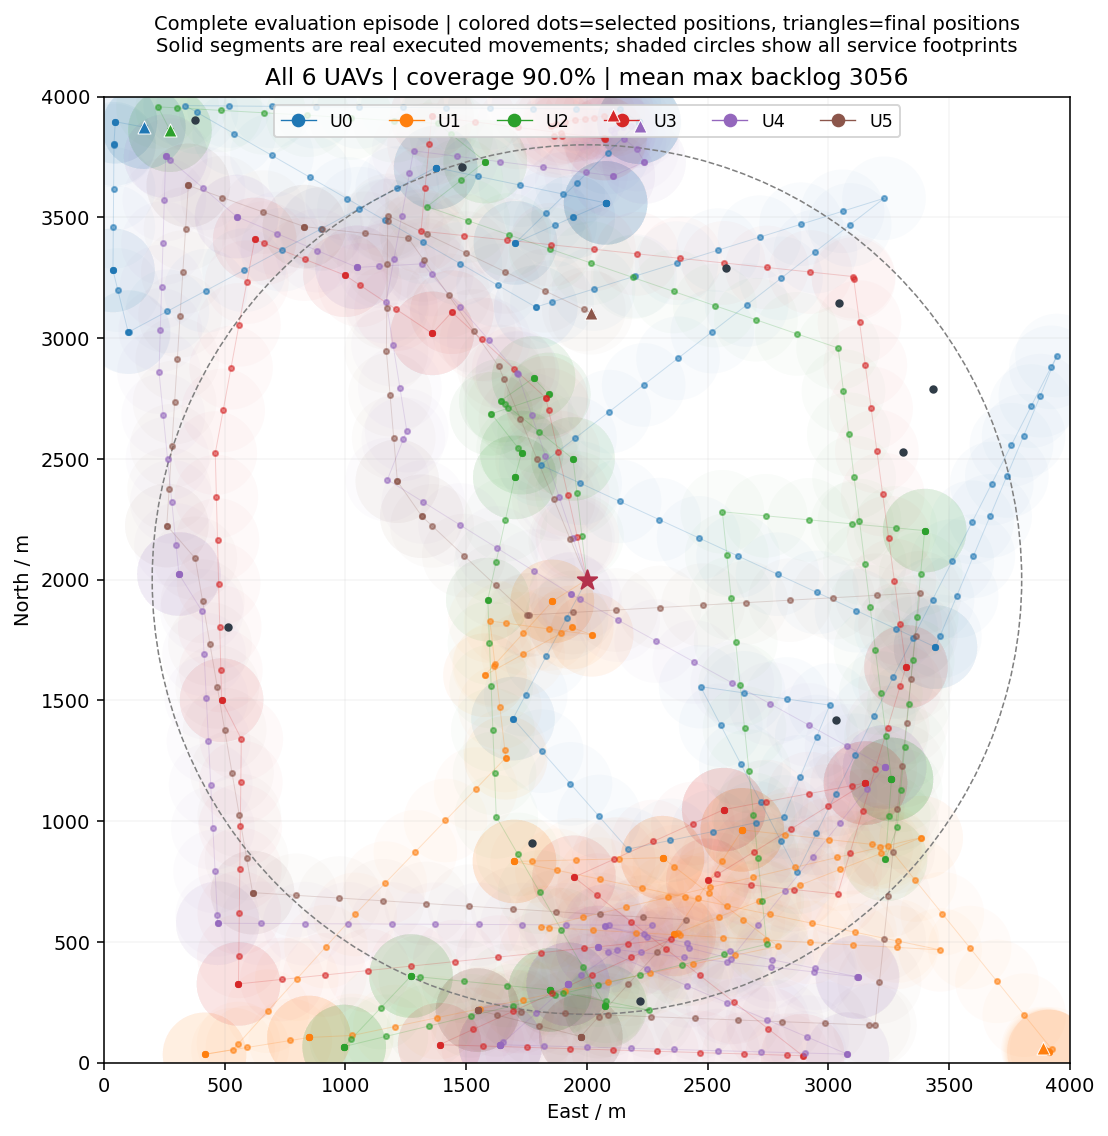 Complete evaluation episode | colored dots=selected positions, triangles=final positions
Solid segments are real executed movements; shaded circles show all service footprints
All 6 UAVs | coverage 90.0% | mean max backlog 3056
U0 U1 U2 U3 U4 U5
4000
3500
3000
2500
2000
1500
1000
500
0
North / m
0 500 1000 1500 2000 2500 3000 3500 4000
East / m